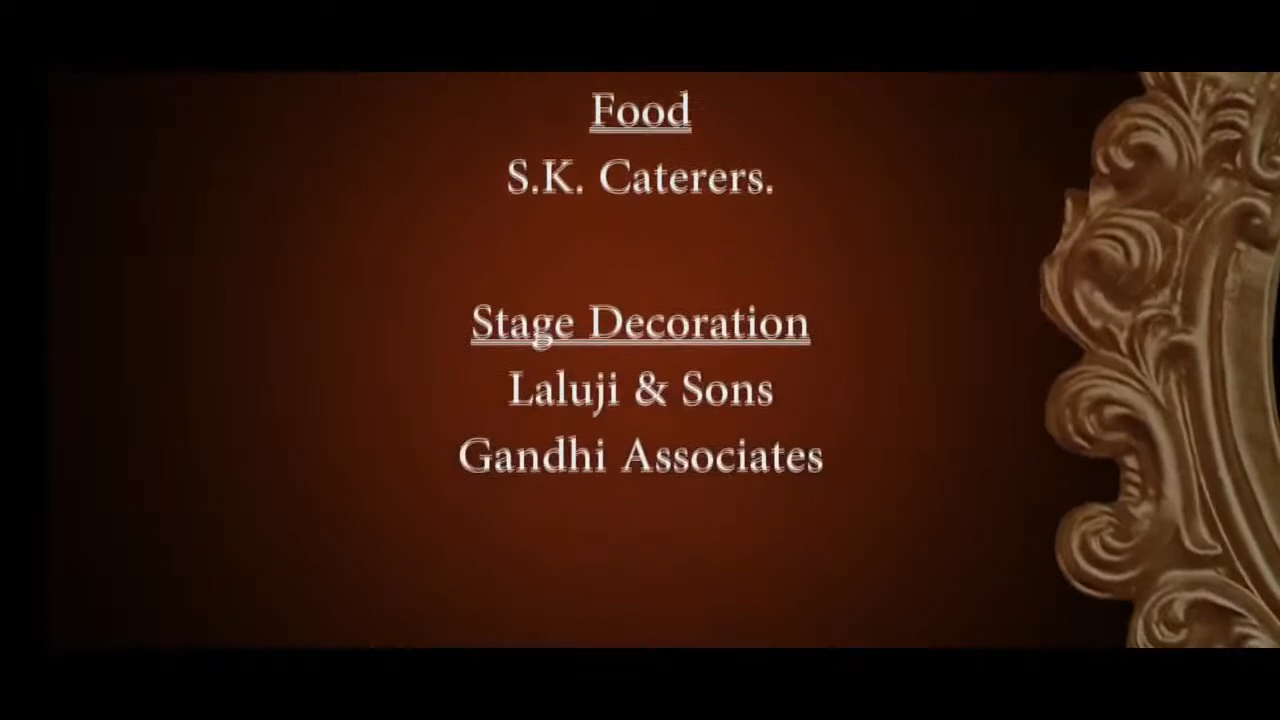 Food
S.K. Caterers.
Stage Decoration
Laluji & Sons
Gandhi Associates